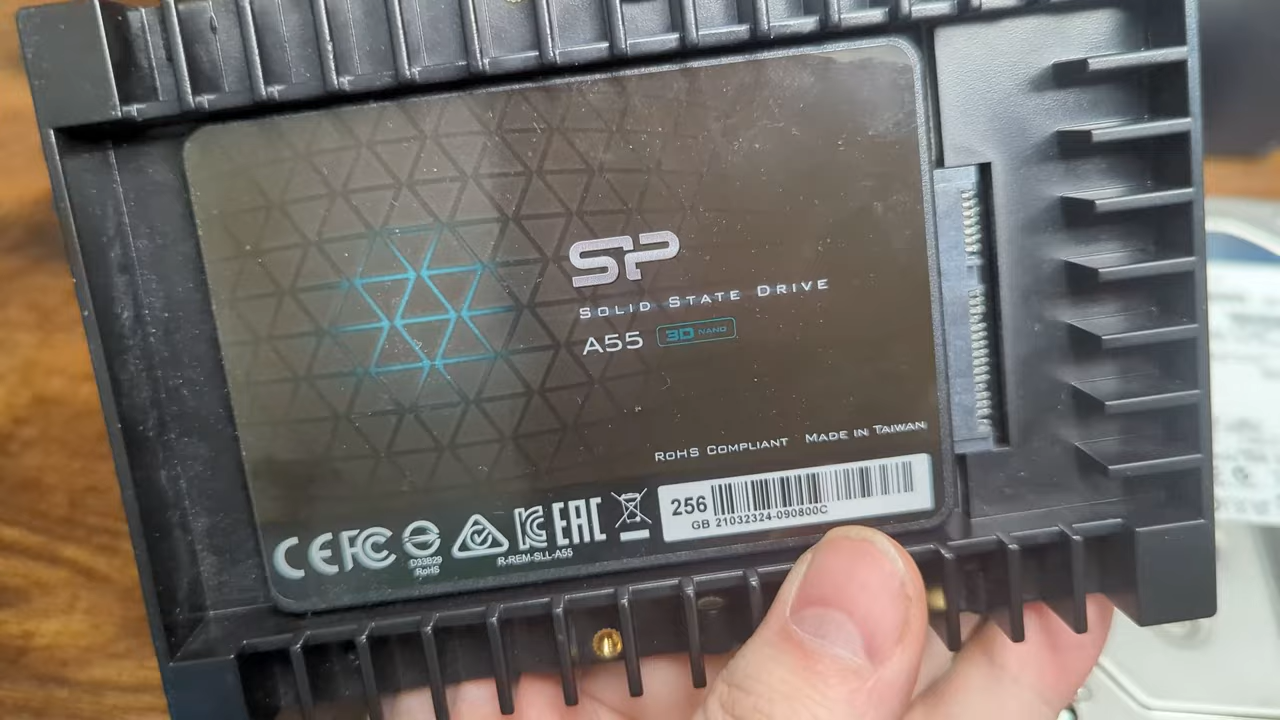 SP
SOLID STATE DRIVE
A55 3D NAND
ROHS COMPLIANT MADE IN TAIWAN
256
GB 21032324-090800C
CE FC
D33B29
RoHS
R-REM-SLL-A55
EAC